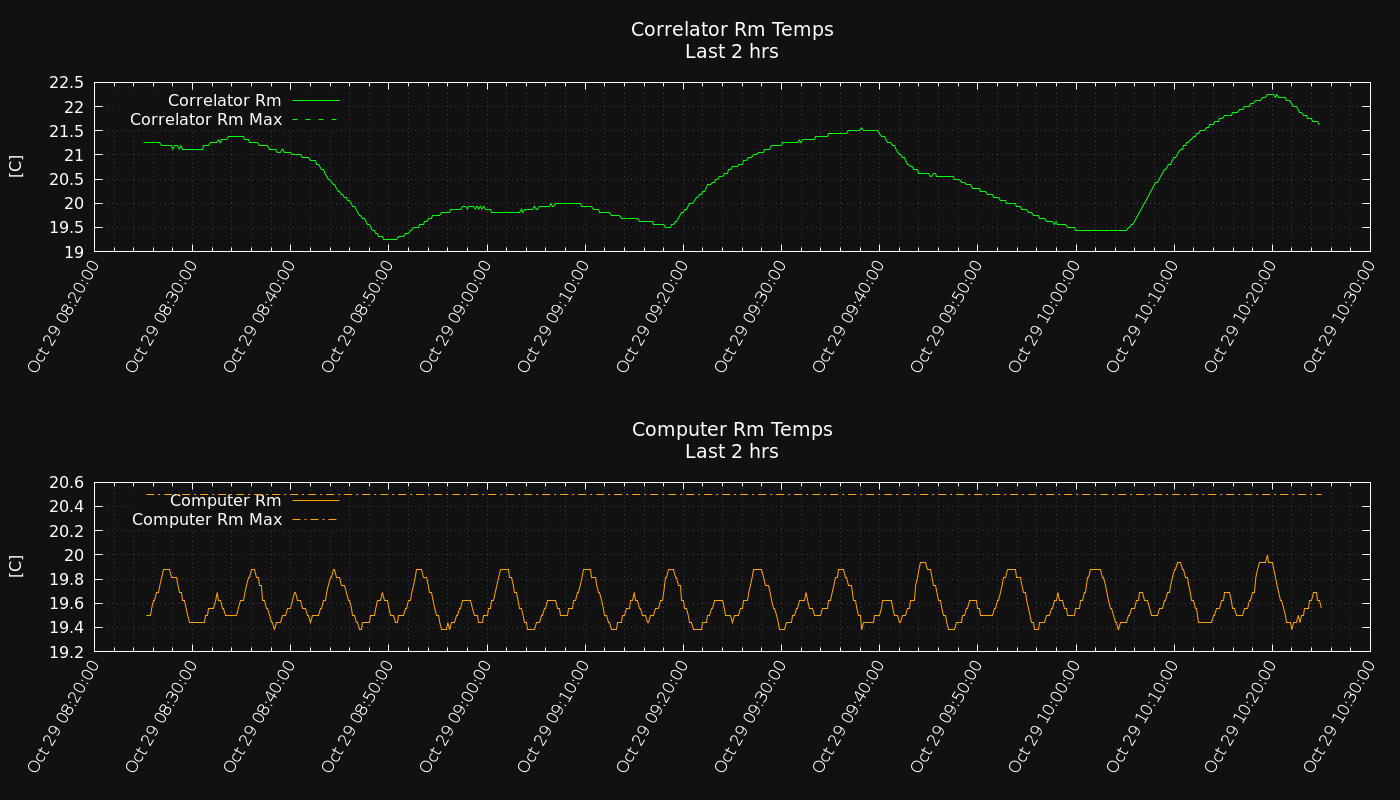 Correlator Rm Temps
Last 2 hrs
22.5
22
21.5
21
20.5
20
19.5
19
[C]
Correlator Rm
Correlator Rm Max
Oct 29 08:20:00
Oct 29 08:30:00
Oct 29 08:40:00
Oct 29 08:50:00
Oct 29 09:00:00
Oct 29 09:10:00
Oct 29 09:20:00
Oct 29 09:30:00
Oct 29 09:40:00
Oct 29 09:50:00
Oct 29 10:00:00
Oct 29 10:10:00
Oct 29 10:20:00
Oct 29 10:30:00
Computer Rm Temps
Last 2 hrs
20.6
20.4
20.2
20
19.8
19.6
19.4
19.2
[C]
Computer Rm
Computer Rm Max
Oct 29 08:20:00
Oct 29 08:30:00
Oct 29 08:40:00
Oct 29 08:50:00
Oct 29 09:00:00
Oct 29 09:10:00
Oct 29 09:20:00
Oct 29 09:30:00
Oct 29 09:40:00
Oct 29 09:50:00
Oct 29 10:00:00
Oct 29 10:10:00
Oct 29 10:20:00
Oct 29 10:30:00